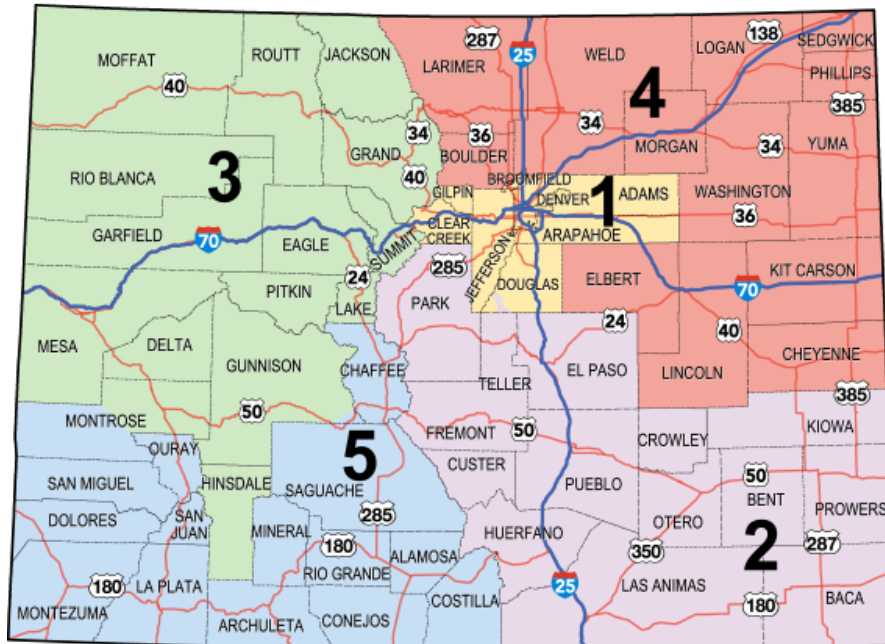 MOFFAT
ROUTT
JACKSON
LARIMER
287
25
WELD
LOGAN
138
SEDGWICK
PHILLIPS
385
40
4
34
36
34
34
YUMA
MORGAN
GRAND
40
BOULDER
RIO BLANCA
3
GILPIN
BROOMFIELD
DENVER
1
ADAMS
WASHINGTON
36
GARFIELD
70
EAGLE
SUMMIT
CLEAR
CREEK
ARAPAHOE
JEFFERSON
285
24
PITKIN
LAKE
PARK
DOUGLAS
ELBERT
70
KIT CARSON
24
40
MESA
DELTA
GUNNISON
CHAFFEE
TELLER
EL PASO
LINCOLN
CHEYENNE
385
MONTROSE
50
FREMONT
50
CROWLEY
KIOWA
OURAY
5
CUSTER
SAN MIGUEL
HINSDALE
SAGUACHE
PUEBLO
50
BENT
PROWERS
DOLORES
SAN
JUAN
MINERAL
285
HUERFANO
OTERO
2
287
180
RIO GRANDE
ALAMOSA
350
180
LA PLATA
COSTILLA
25
LAS ANIMAS
180
BACA
MONTEZUMA
ARCHULETA
CONEJOS